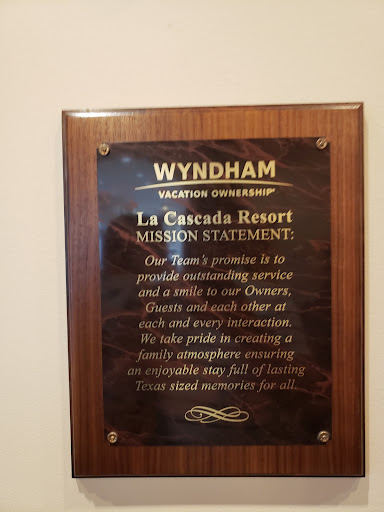 WYNDHAM
VACATION OWNERSHIP®
La Cascada Resort
MISSION STATEMENT:
Our Team's promise is to
provide outstanding service
and a smile to our Owners,
Guests and each other at
each and every interaction.
We take pride in creating a
family atmosphere ensuring
an enjoyable stay full of lasting
Texas sized memories for all.